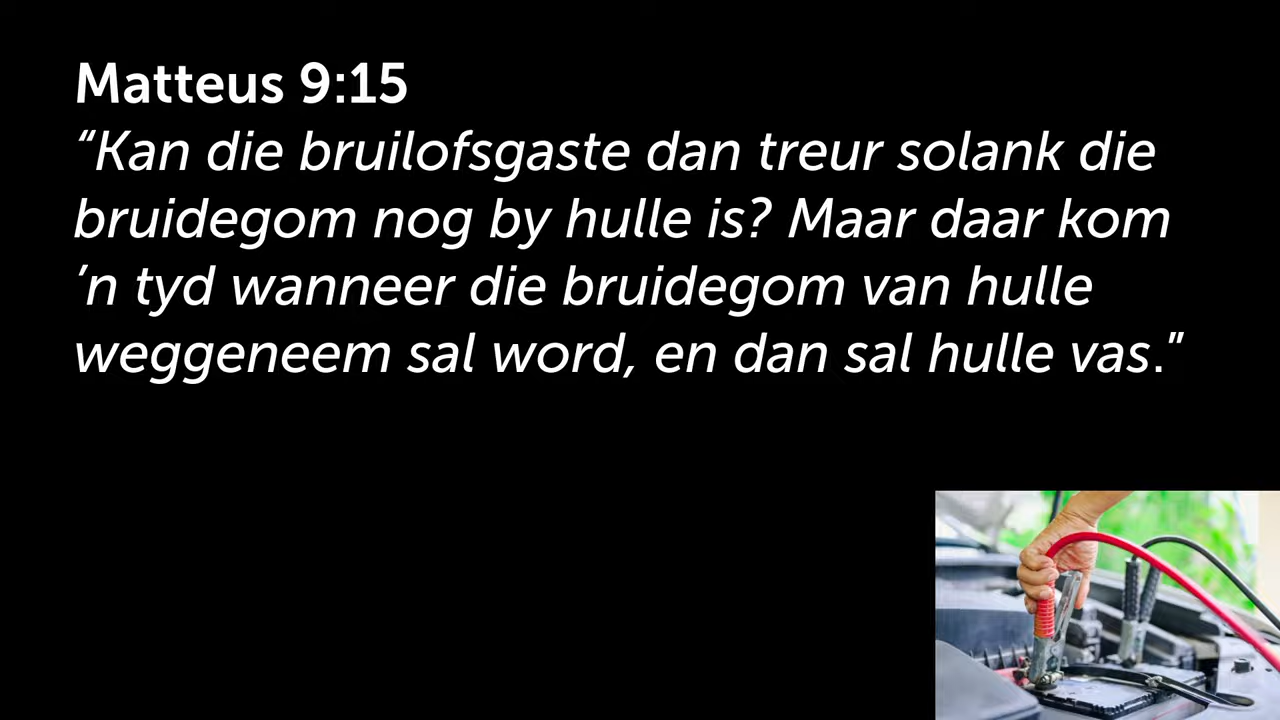 Matteus 9:15
“Kan die bruilofsgaste dan treur solank die
bruidegom nog by hulle is? Maar daar kom
’n tyd wanneer die bruidegom van hulle
weggeneem sal word, en dan sal hulle vas.”